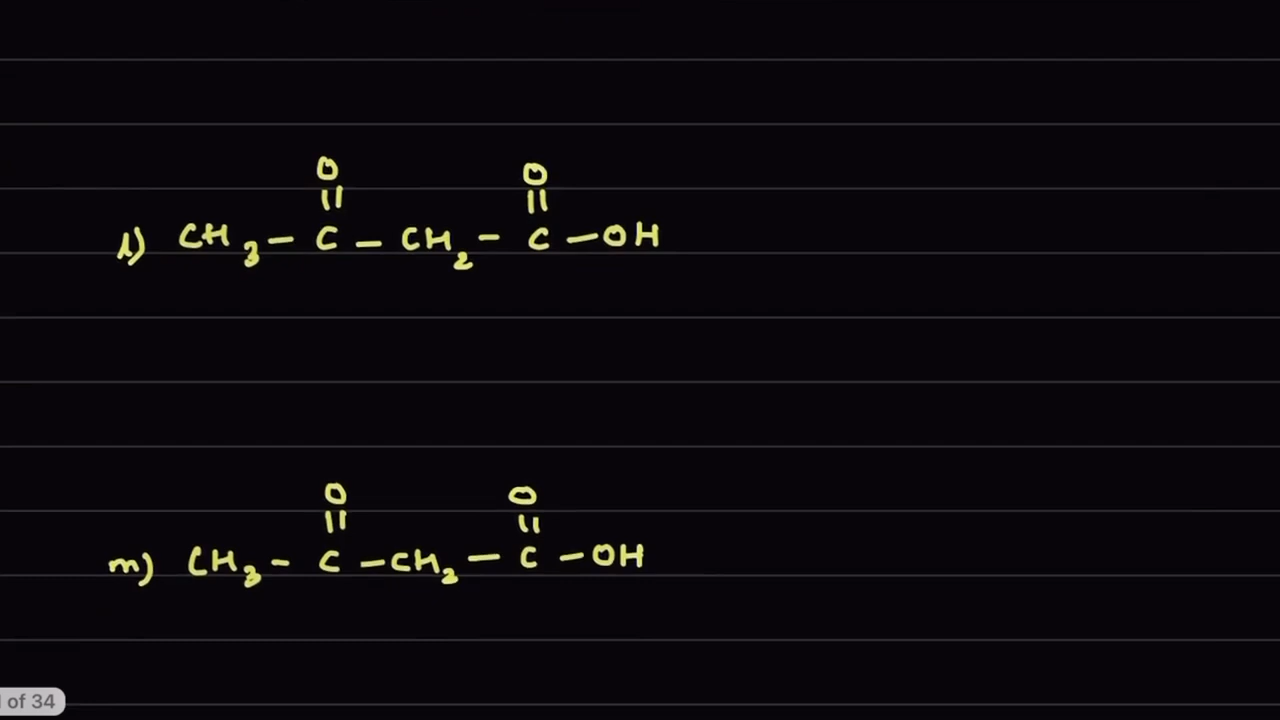 O O
|| ||
l) CH3 – C – CH2 – C – OH
O O
|| ||
m) CH3 – C – CH2 – C – OH
of 34